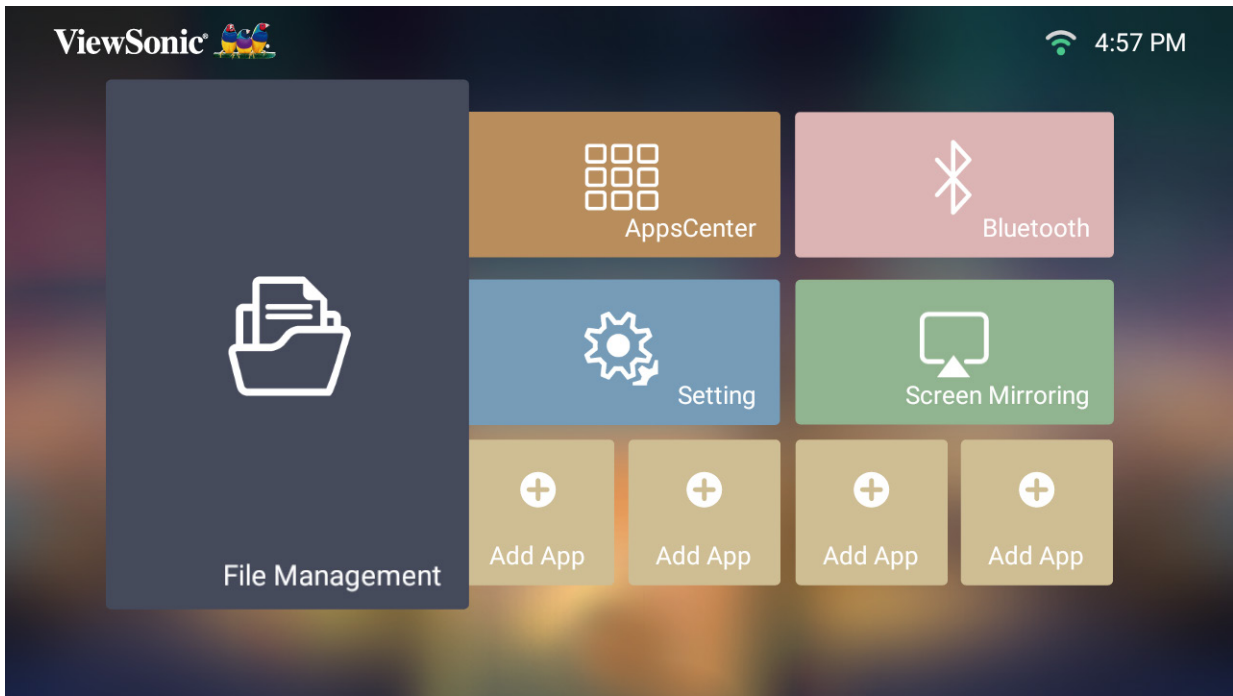 ViewSonic®
4:57 PM
AppsCenter
Bluetooth
Setting
Screen Mirroring
Add App
Add App
Add App
Add App
File Management